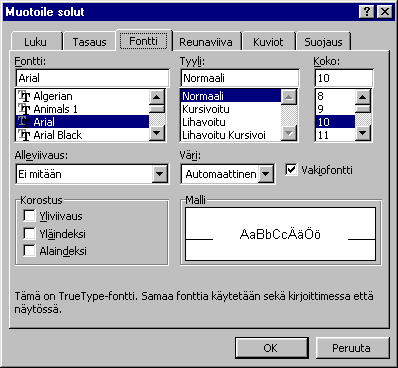 Muotoile solut
Luku Tasaus Fontti Reunaviiva Kuviot Suojaus
Fontti: Tyyli: Koko:
Arial Normaali 10
Algerian Normaali 8
Animals 1 Kursivoitu 9
Arial Lihavoitu 10
Arial Black Lihavoitu Kursivoi 11
Alleviivaus: Väri:
Ei mitään Automaattinen Vakiofontti
Korostus Malli
Yliviivaus
Yläindeksi AaBbCcÄäÖö
Alaindeksi
Tämä on TrueType-fontti. Samaa fonttia käytetään sekä kirjoittimessa että
näytössä.
OK Peruuta